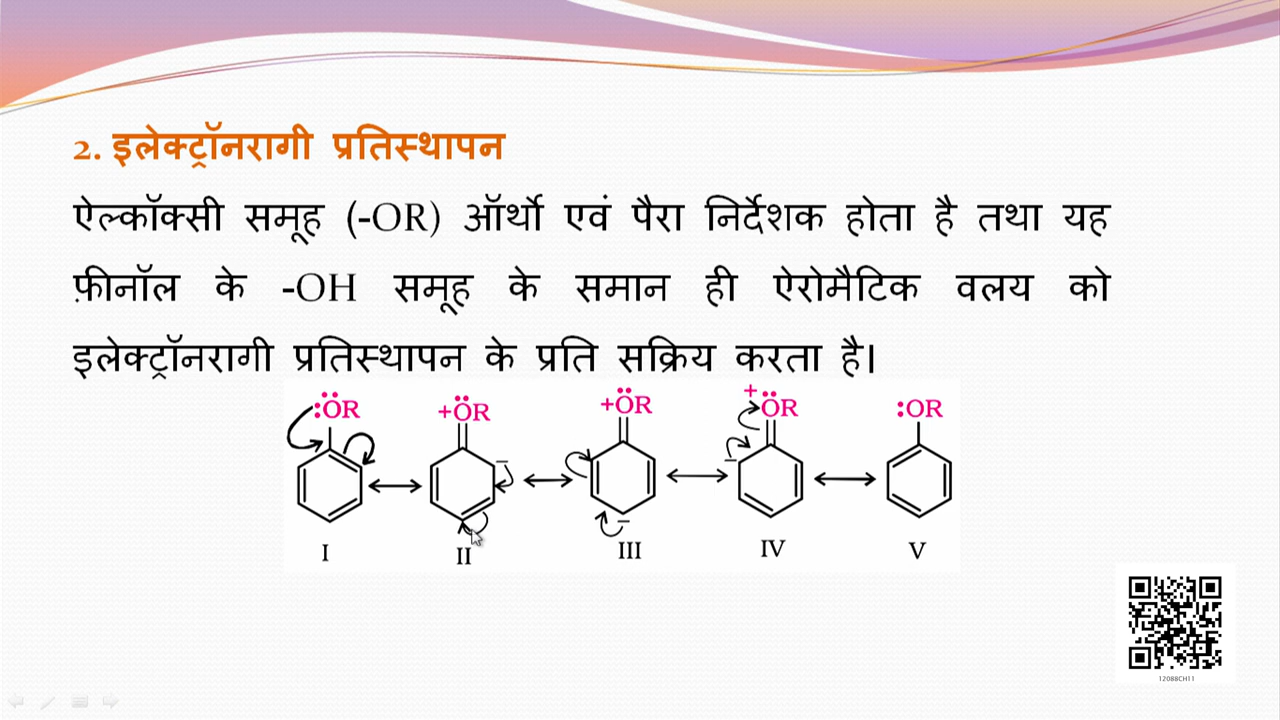 2. इलेक्ट्रॉनरागी प्रतिस्थापन
ऐल्कॉक्सी समूह (-OR) ऑर्थो एवं पैरा निर्देशक होता है तथा यह
फ़ीनॉल के -OH समूह के समान ही ऐरोमैटिक वलय को
इलेक्ट्रॉनरागी प्रतिस्थापन के प्रति सक्रिय करता है।
:ÖR +ÖR +ÖR +ÖR :OR
I II III IV V
12088CH11